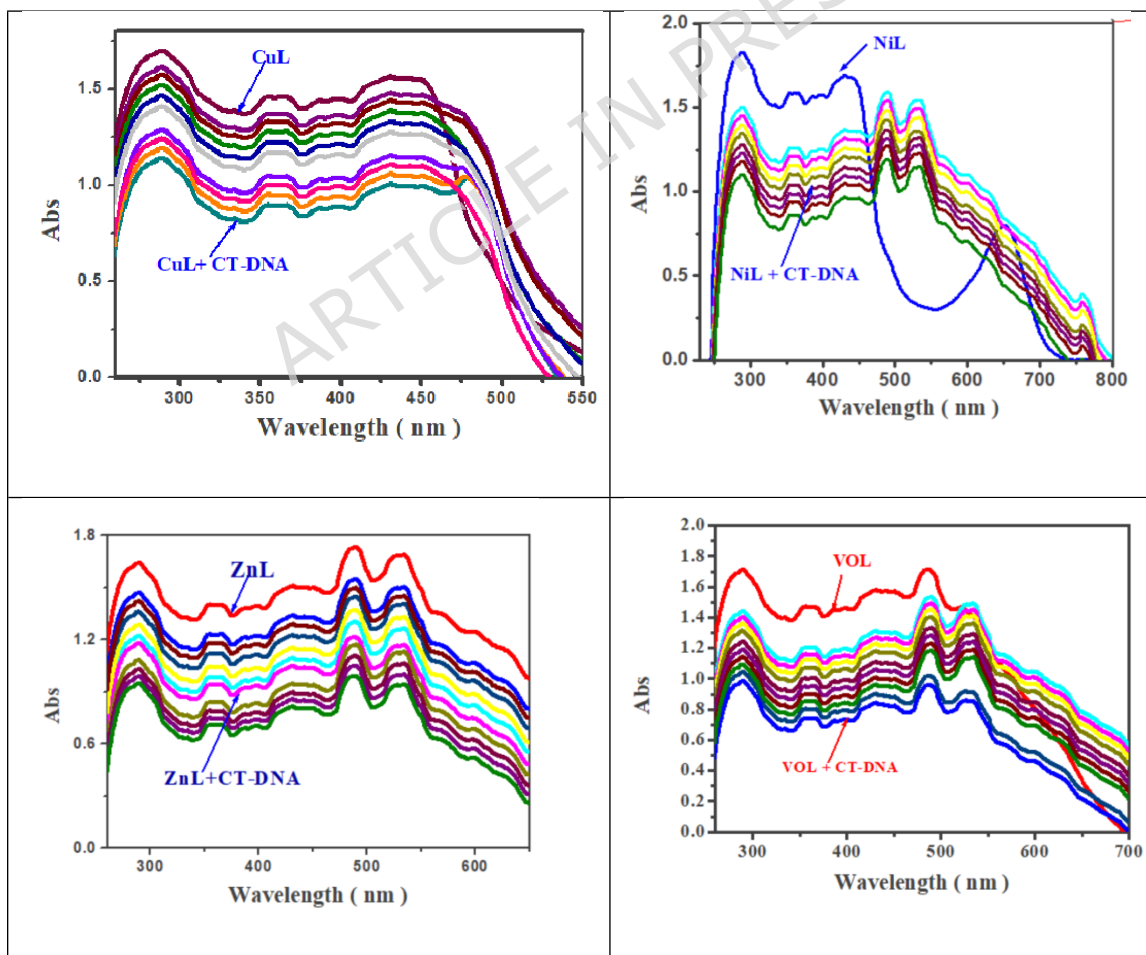 ARTICLE IN PRES
CuL
CuL+ CT-DNA
Abs
1.5
1.0
0.5
0.0
300 350 400 450 500 550
Wavelength ( nm )
NiL
NiL + CT-DNA
Abs
2.0
1.5
1.0
0.5
0.0
300 400 500 600 700 800
Wavelength ( nm )
ZnL
ZnL+CT-DNA
Abs
1.8
1.2
0.6
0.0
300 400 500 600
Wavelength ( nm )
VOL
VOL + CT-DNA
Abs
2.0
1.8
1.6
1.4
1.2
1.0
0.8
0.6
0.4
0.2
0.0
300 400 500 600 700
Wavelength ( nm )